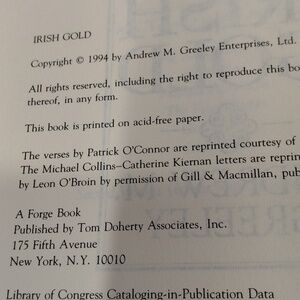 IRISH GOLD
Copyright © 1994 by Andrew M. Greeley Enterprises, Ltd.
All rights reserved, including the right to reproduce this boo
thereof, in any form.
This book is printed on acid-free paper.
The verses by Patrick O'Connor are reprinted courtesy of
The Michael Collins–Catherine Kiernan letters are reprin
by Leon O'Broin by permission of Gill & Macmillan, pub
A Forge Book
Published by Tom Doherty Associates, Inc.
175 Fifth Avenue
New York, N.Y. 10010
Library of Congress Cataloging-in-Publication Data